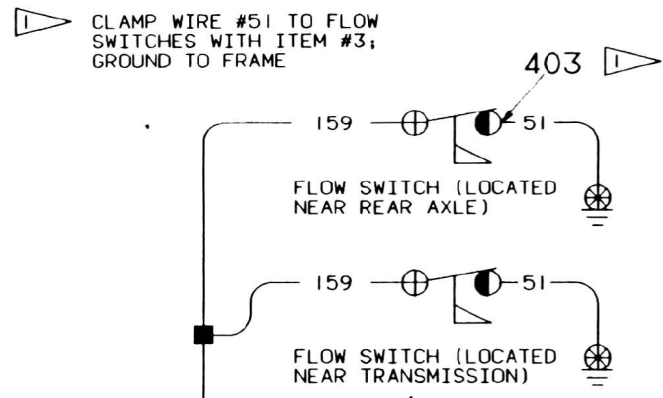 1 CLAMP WIRE #51 TO FLOW
SWITCHES WITH ITEM #3;
GROUND TO FRAME
403 1
159 51
FLOW SWITCH (LOCATED
NEAR REAR AXLE)
159 51
FLOW SWITCH (LOCATED
NEAR TRANSMISSION)